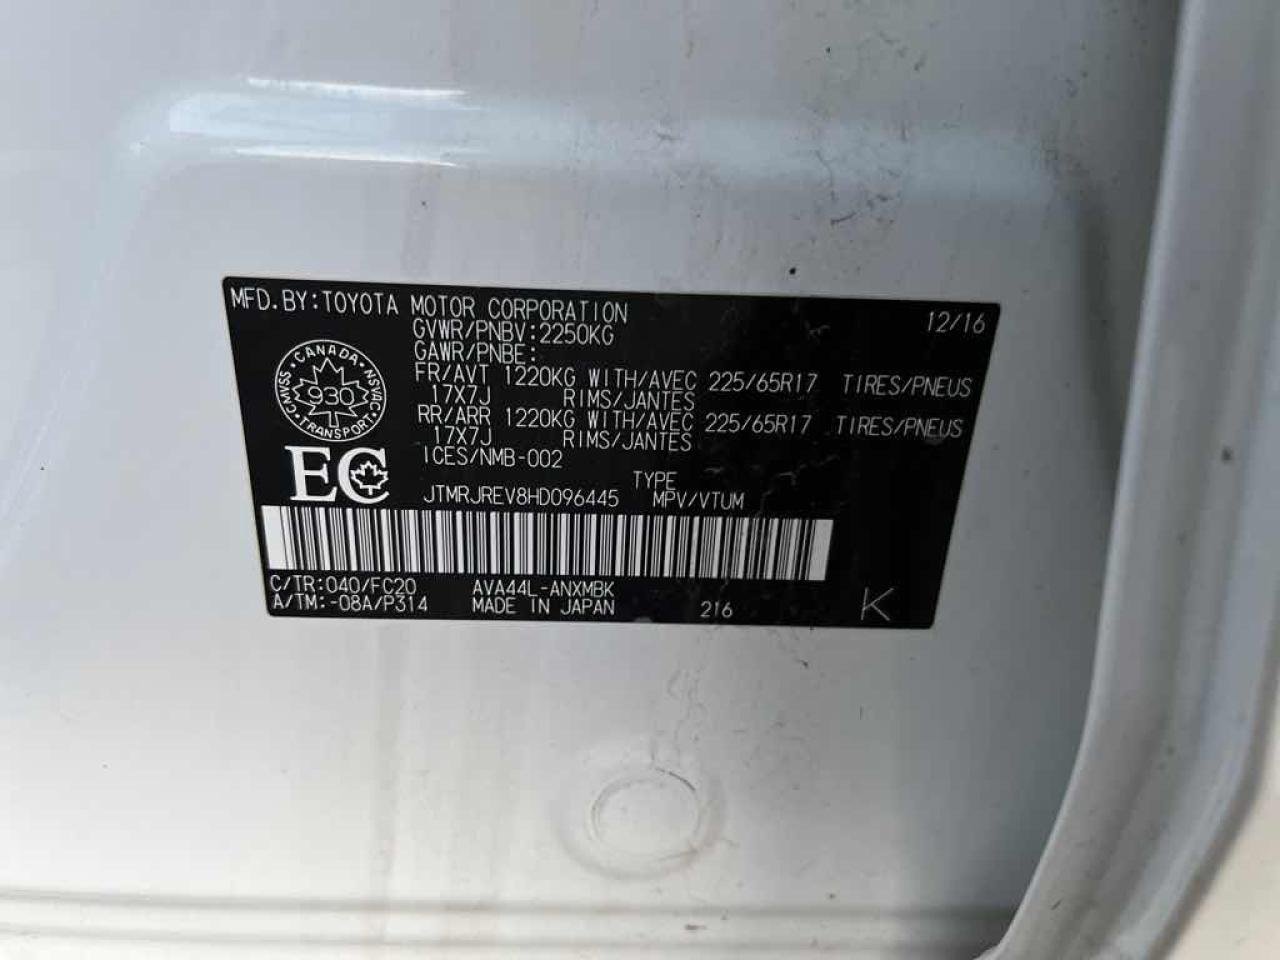 MFD.BY:TOYOTA MOTOR CORPORATION 12/16
GVWR/PNBV:2250KG
GAWR/PNBE:
FR/AVT 1220KG WITH/AVEC 225/65R17 TIRES/PNEUS
17X7J RIMS/JANTES
RR/ARR 1220KG WITH/AVEC 225/65R17 TIRES/PNEUS
17X7J RIMS/JANTES
CANADA
CMVSS 930 NSVAC
TRANSPORT
ICES/NMB-002
EC
TYPE
JTMRJREV8HD096445 MPV/VTUM
C/TR:040/FC20 AVA44L-ANXMBK
A/TM:-08A/P314 MADE IN JAPAN 216 K